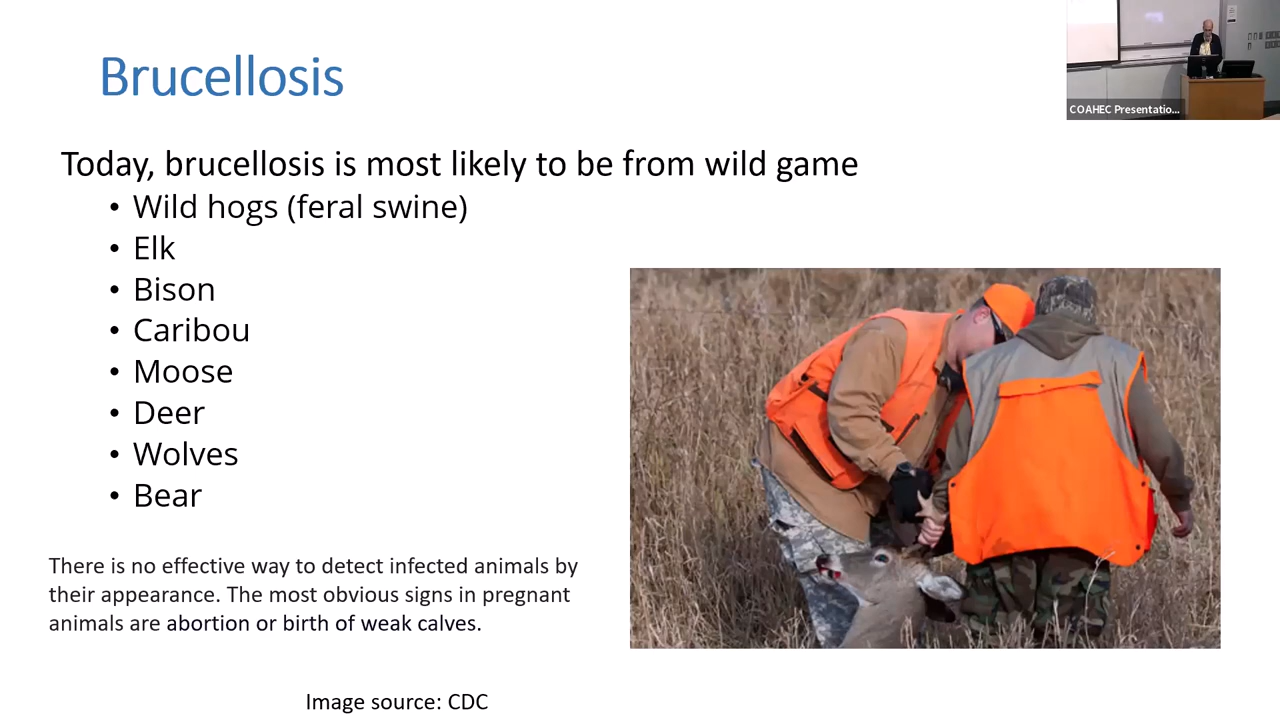 Brucellosis
COAHEC Presentatio...
Today, brucellosis is most likely to be from wild game
• Wild hogs (feral swine)
• Elk
• Bison
• Caribou
• Moose
• Deer
• Wolves
• Bear
There is no effective way to detect infected animals by
their appearance. The most obvious signs in pregnant
animals are abortion or birth of weak calves.
Image source: CDC